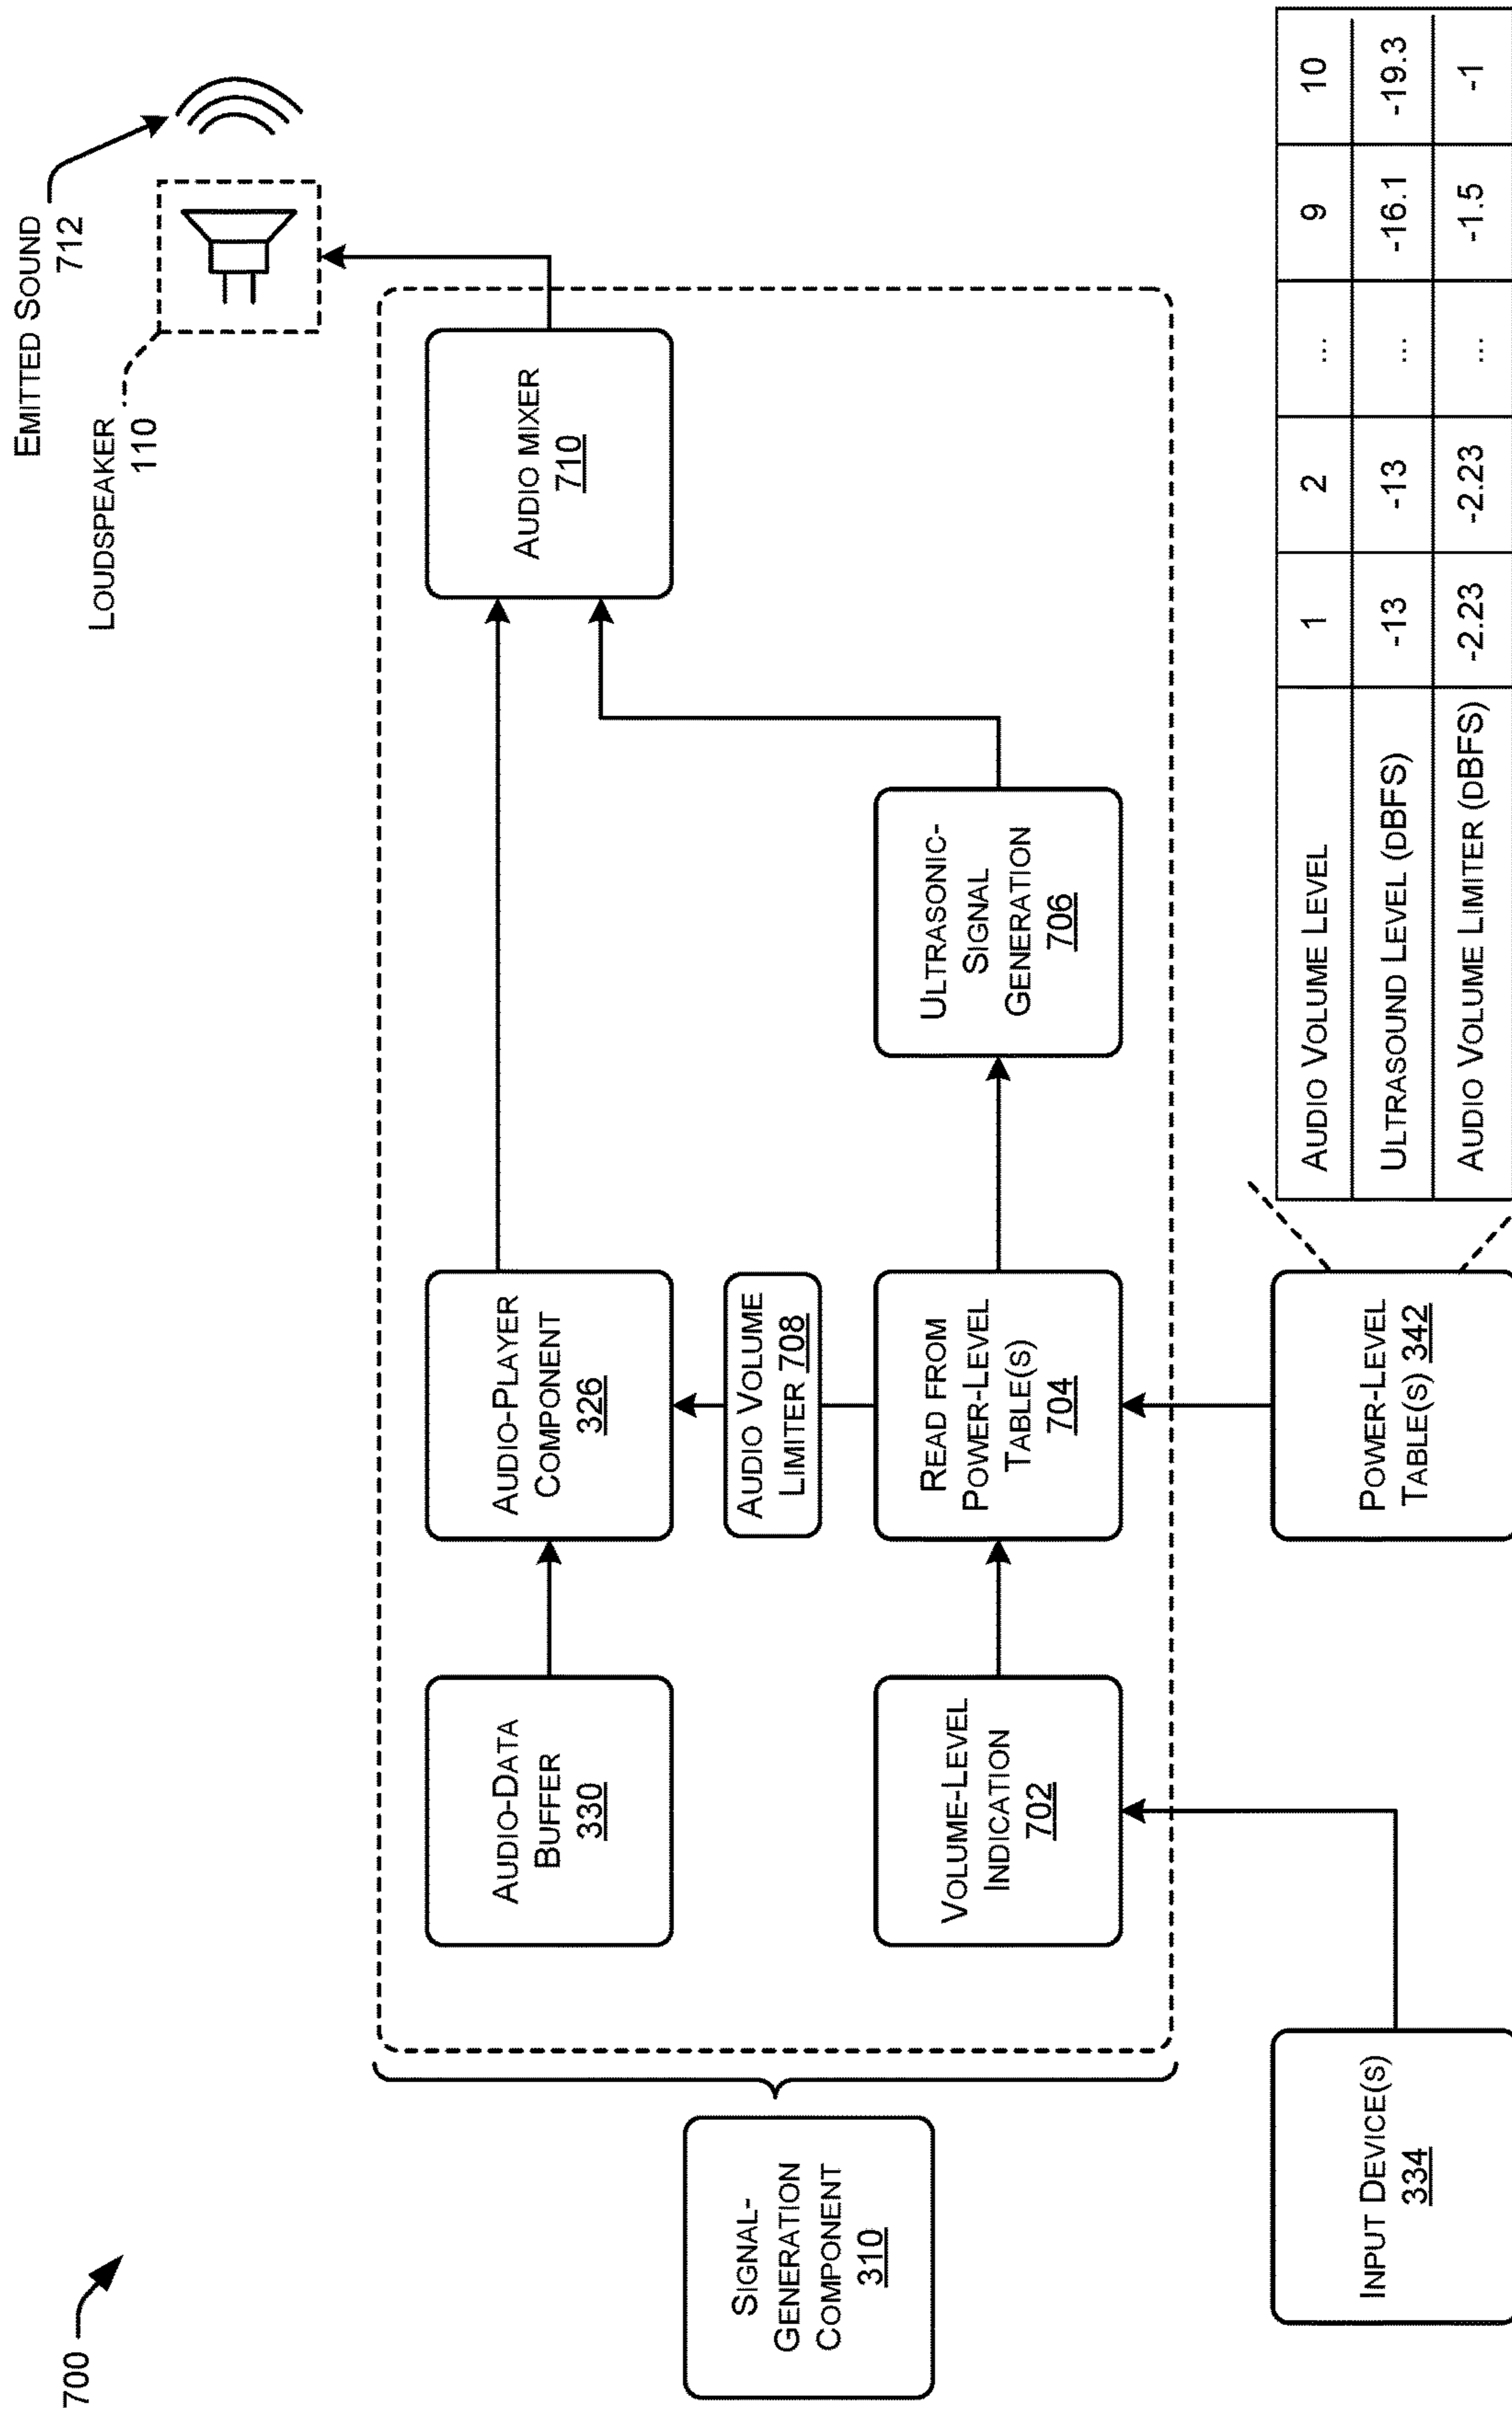 700
EMITTED SOUND
712
LOUDSPEAKER
110
SIGNAL-
GENERATION
COMPONENT
310
AUDIO-DATA
BUFFER
330
AUDIO-PLAYER
COMPONENT
326
AUDIO MIXER
710
AUDIO VOLUME
LIMITER 708
VOLUME-LEVEL
INDICATION
702
READ FROM
POWER-LEVEL
TABLE(S)
704
ULTRASONIC-
SIGNAL
GENERATION
706
INPUT DEVICE(S)
334
POWER-LEVEL
TABLE(S) 342
AUDIO VOLUME LEVEL 1 2 ... 9 10
ULTRASOUND LEVEL (DBFS) -13 -13 ... -16.1 -19.3
AUDIO VOLUME LIMITER (DBFS) -2.23 -2.23 ... -1.5 -1